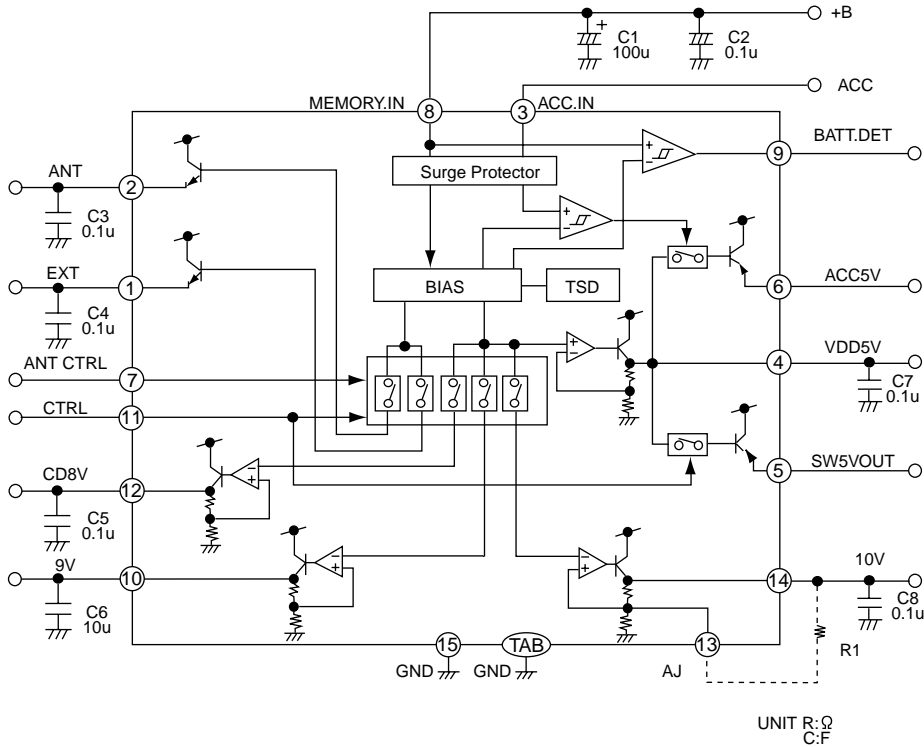 +B
+
C1
100u
C2
0.1u
ACC
MEMORY.IN
8
3
ACC.IN
BATT.DET
9
+
−
Surge Protector
ANT
2
C3
0.1u
+
−
EXT
1
C4
0.1u
BIAS
TSD
6
ACC5V
+
−
4
VDD5V
C7
0.1u
ANT CTRL
7
CTRL
11
5
SW5VOUT
CD8V
12
−
+
C5
0.1u
9V
10
−
+
C6
10u
−
+
14
10V
C8
0.1u
R1
15
GND
TAB
GND
13
AJ
UNIT R:Ω
C:F